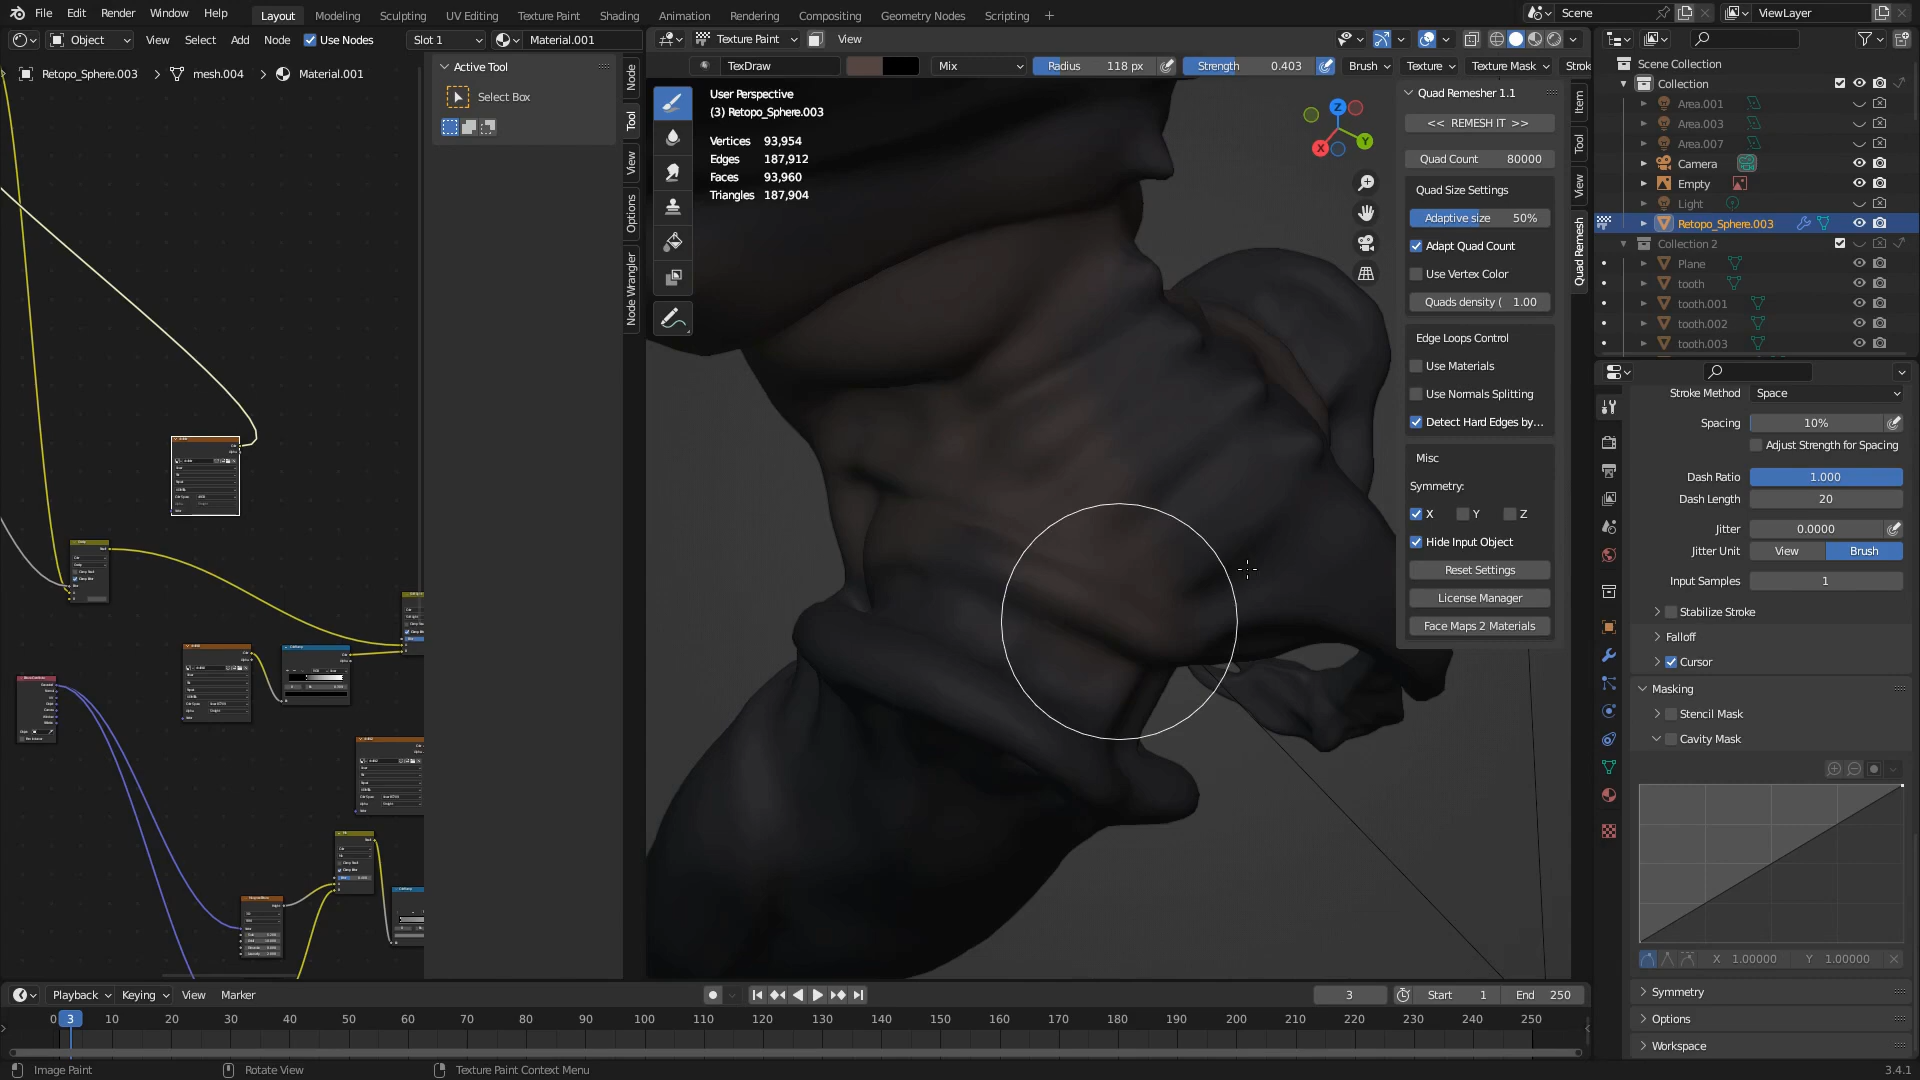 File Edit Render Window Help Layout Modeling Sculpting UV Editing Texture Paint Shading Animation Rendering Compositing Geometry Nodes Scripting + Scene ViewLayer
Object View Select Add Node Use Nodes Slot 1 Material.001
Texture Paint View
Retopo_Sphere.003 > mesh.004 > Material.001
Active Tool
Select Box
Node
Tool
View
Options
Node Wrangler
TexDraw Mix Radius 118 px Strength 0.403 Brush Texture Texture Mask Strok
User Perspective
(3) Retopo_Sphere.003
Vertices 93,954
Edges 187,912
Faces 93,960
Triangles 187,904
Z
Y
X
Quad Remesher 1.1
<< REMESH IT >>
Quad Count 80000
Quad Size Settings
Adaptive size 50%
Adapt Quad Count
Use Vertex Color
Quads density ( 1.00
Edge Loops Control
Use Materials
Use Normals Splitting
Detect Hard Edges by...
Misc
Symmetry:
X Y Z
Hide Input Object
Reset Settings
License Manager
Face Maps 2 Materials
Item
Tool
View
Quad Remesh
Scene Collection
Collection
Area.001
Area.003
Area.007
Camera
Empty
Light
Retopo_Sphere.003
Collection 2
Plane
tooth
tooth.001
tooth.002
tooth.003
Stroke Method Space
Spacing 10%
Adjust Strength for Spacing
Dash Ratio 1.000
Dash Length 20
Jitter 0.0000
Jitter Unit View Brush
Input Samples 1
Stabilize Stroke
Falloff
Cursor
Masking
Stencil Mask
Cavity Mask
X 1.00000 Y 1.00000
Symmetry
Options
Workspace
Playback Keying View Marker 3 Start 1 End 250
0 3 10 20 30 40 50 60 70 80 90 100 110 120 130 140 150 160 170 180 190 200 210 220 230 240 250
Image Paint Rotate View Texture Paint Context Menu 3.4.1